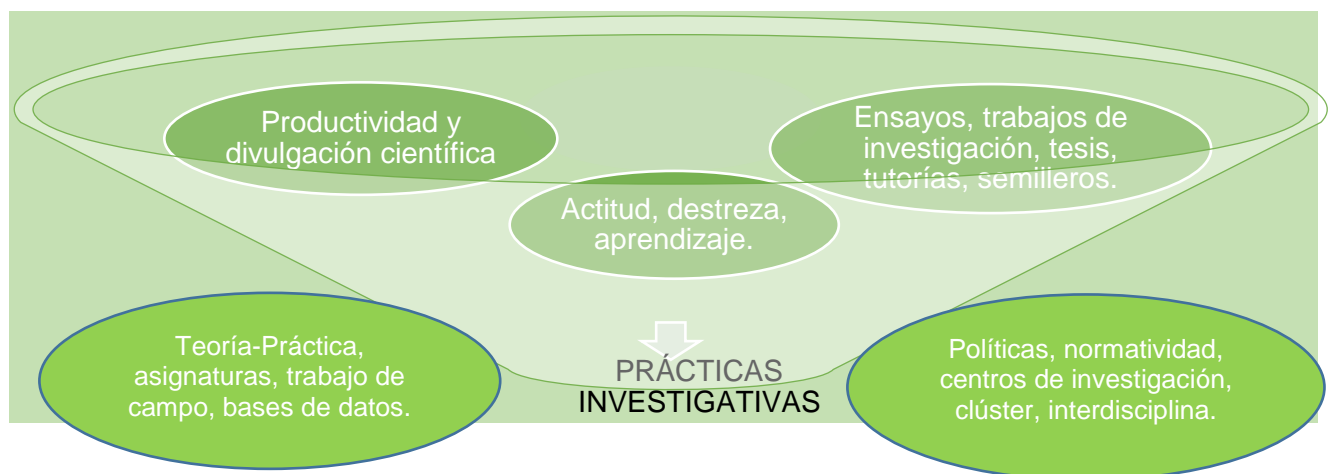 Productividad y
divulgación científica
Ensayos, trabajos de
investigación, tesis,
tutorías, semilleros.
Actitud, destreza,
aprendizaje.
Teoría-Práctica,
asignaturas, trabajo de
campo, bases de datos.
PRÁCTICAS
INVESTIGATIVAS
Políticas, normatividad,
centros de investigación,
clúster, interdisciplina.